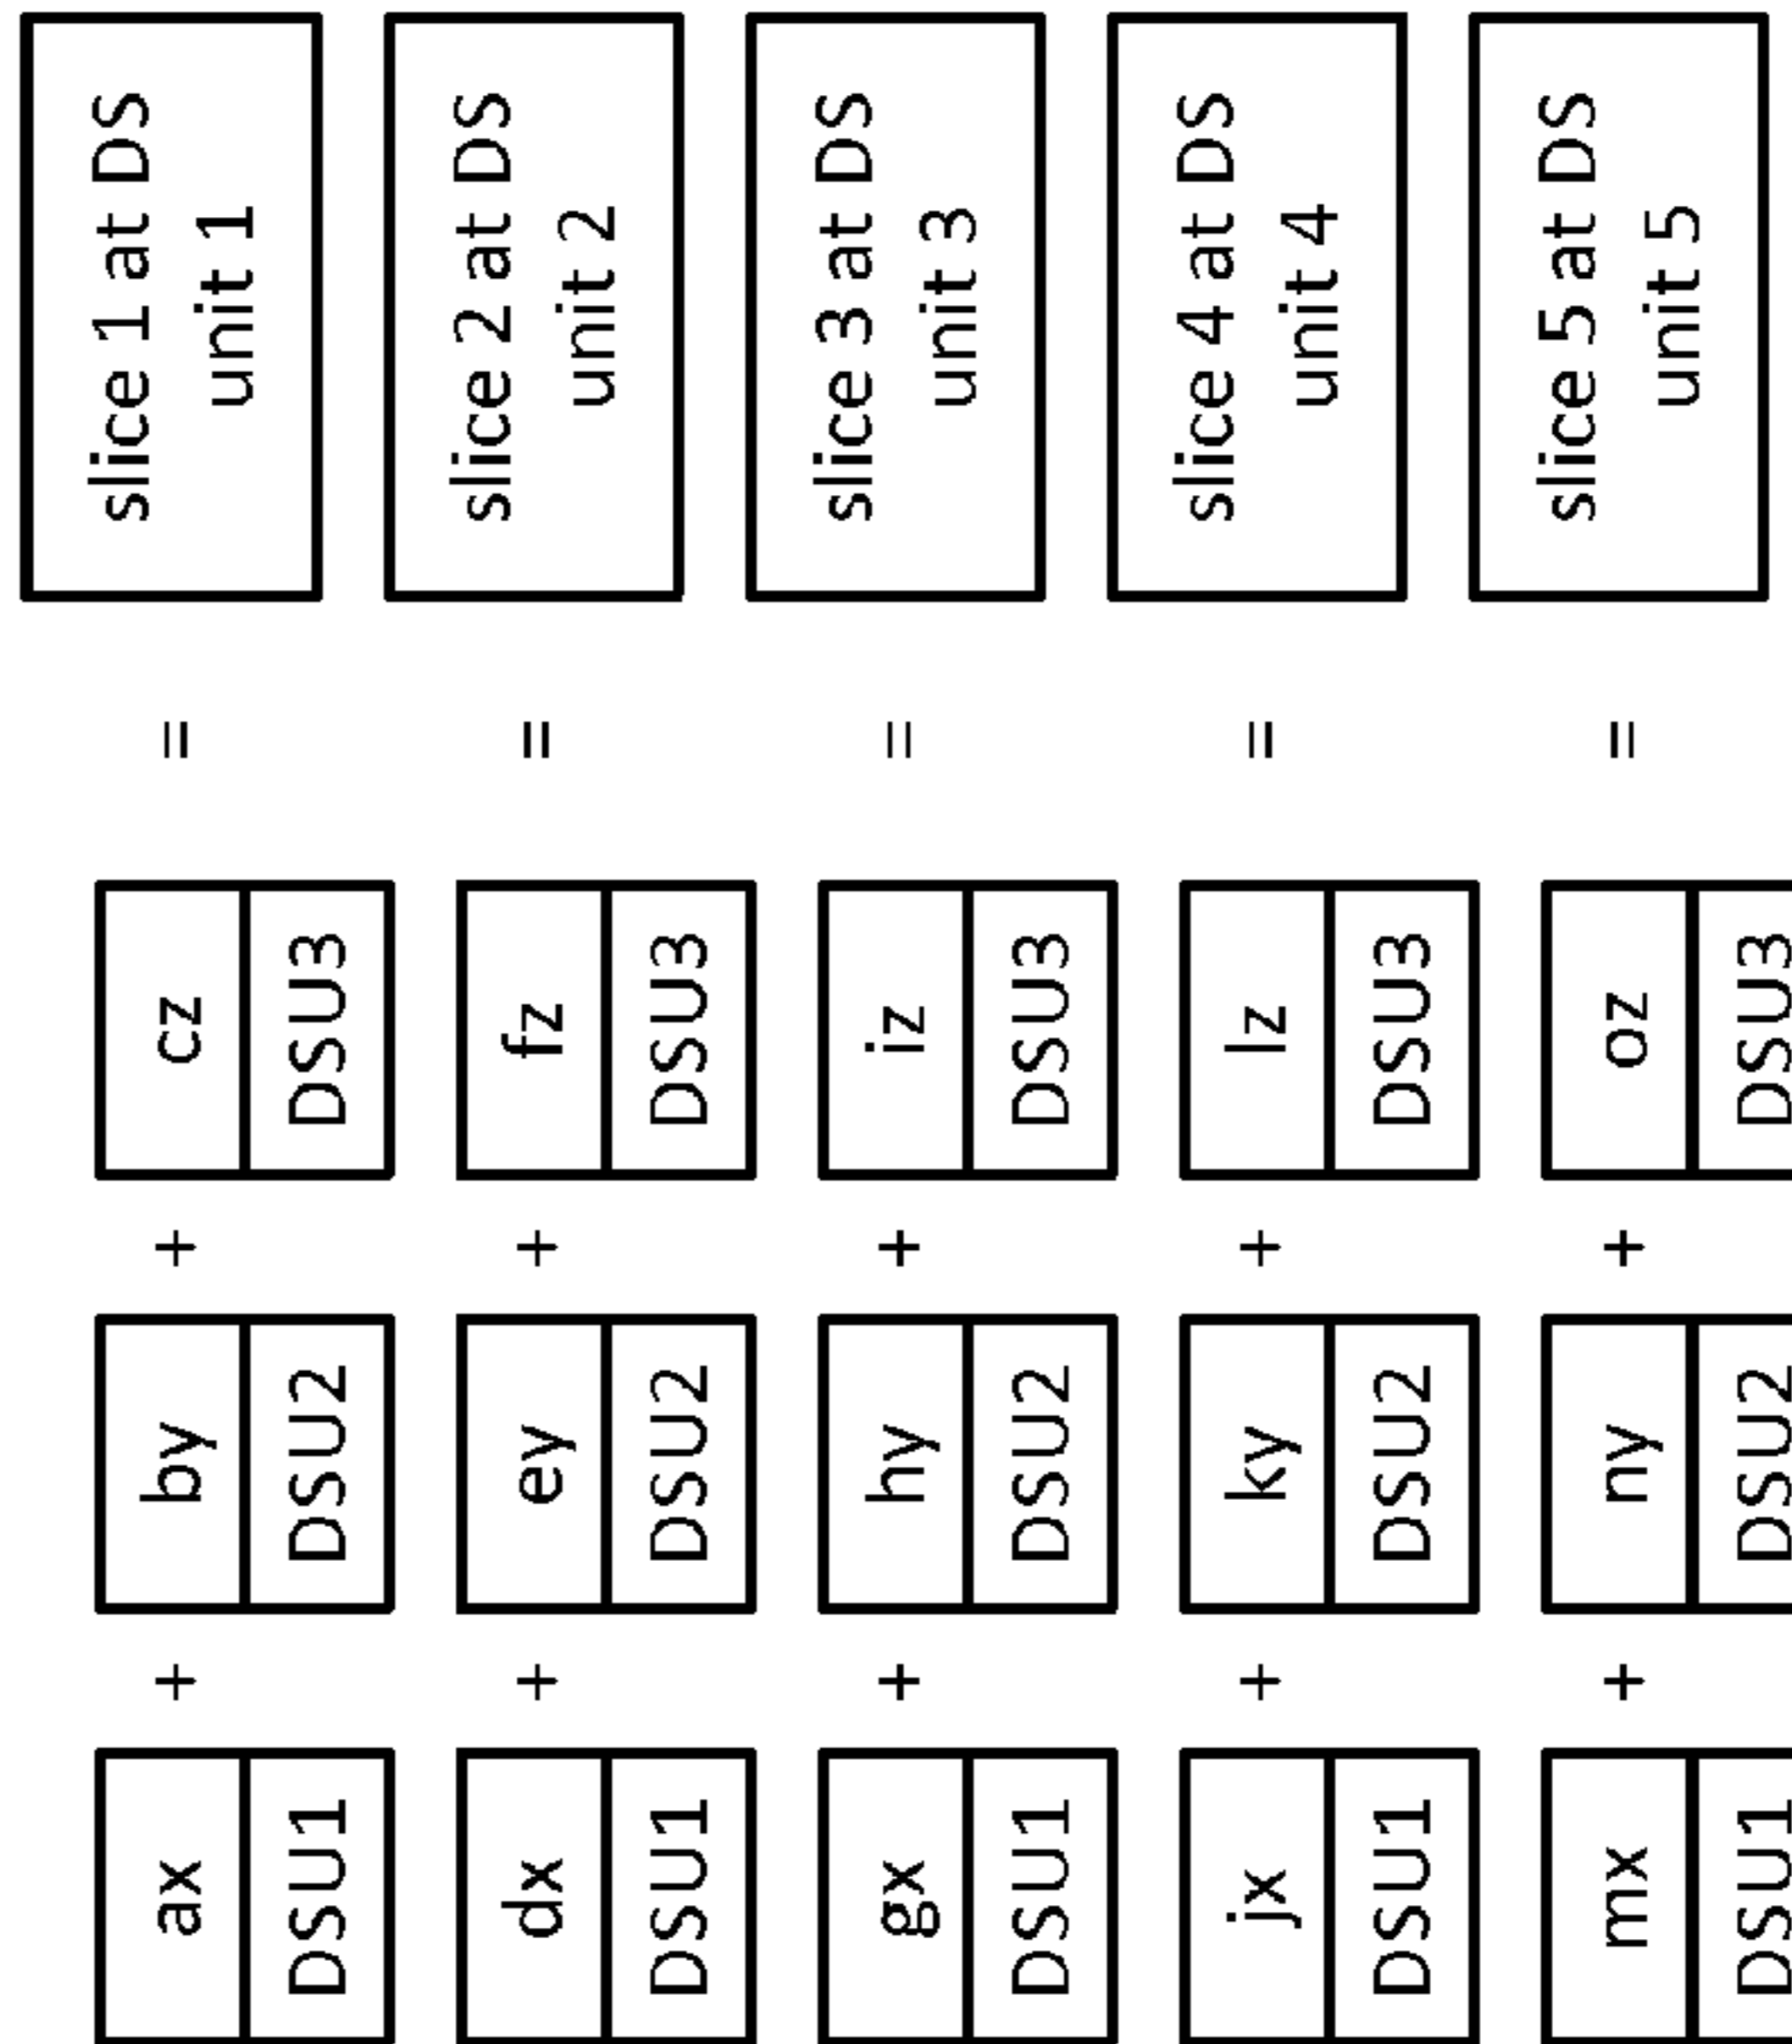 ax + by + cz =
DSU1 DSU2 DSU3
slice 1 at DS
unit 1
dx + ey + fz =
DSU1 DSU2 DSU3
slice 2 at DS
unit 2
gx + hy + iz =
DSU1 DSU2 DSU3
slice 3 at DS
unit 3
jx + ky + lz =
DSU1 DSU2 DSU3
slice 4 at DS
unit 4
mx + ny + oz =
DSU1 DSU2 DSU3
slice 5 at DS
unit 5